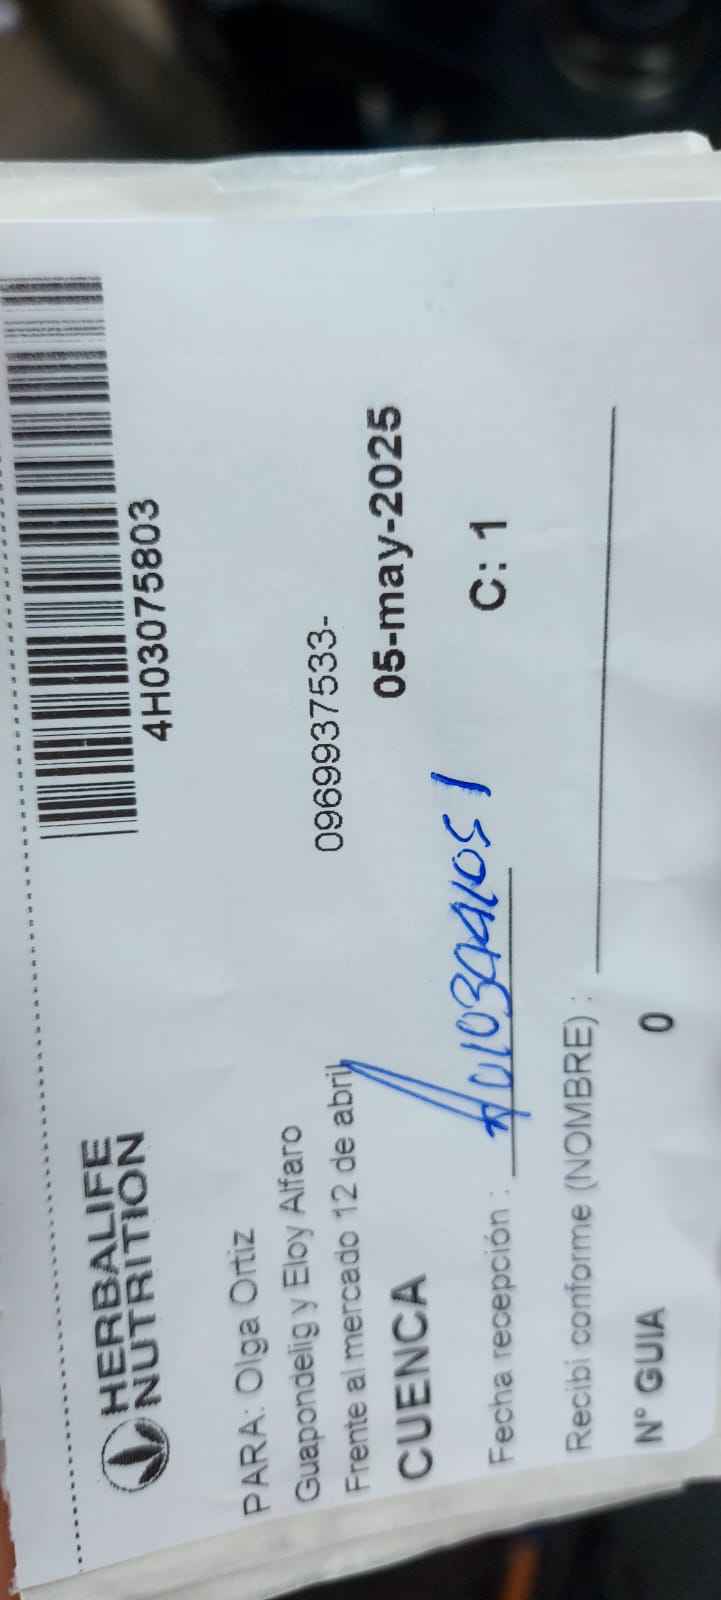 HERBALIFE
NUTRITION
4H03075803
PARA: Olga Ortiz
Guapondelig y Eloy Alfaro
0969937533-
Frente al mercado 12 de abril
CUENCA
05-may-2025
Fecha recepción :
C: 1
Recibí conforme (NOMBRE) :
N° GUIA 0